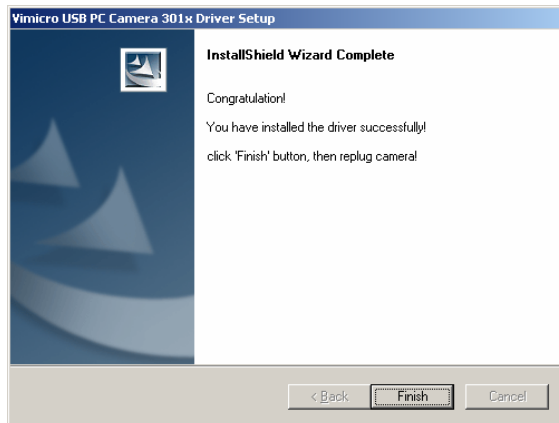 Vimicro USB PC Camera 301x Driver Setup
InstallShield Wizard Complete
Congratulation!
You have installed the driver successfully!
click 'Finish' button, then replug camera!
< Back
Finish
Cancel